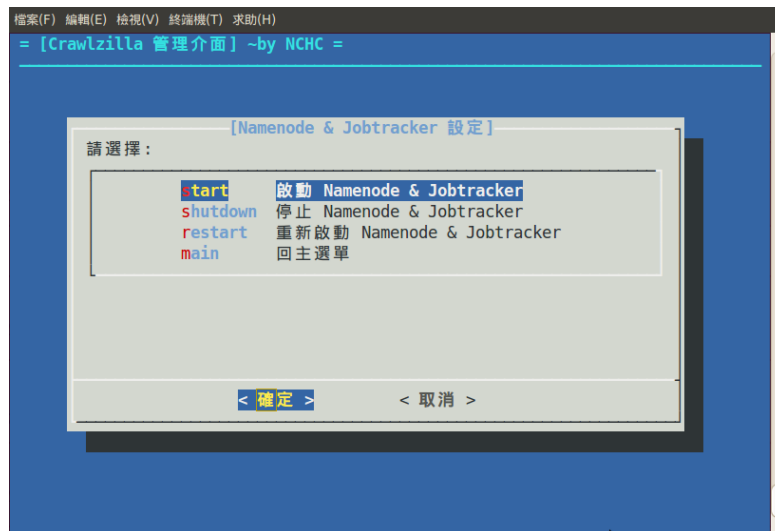 檔案(F) 編輯(E) 檢視(V) 終端機(T) 求助(H)
= [Crawlzilla 管理介面] ~by NCHC =
[Namenode & Jobtracker 設定]
請選擇:
start 啟動 Namenode & Jobtracker
shutdown 停止 Namenode & Jobtracker
restart 重新啟動 Namenode & Jobtracker
main 回主選單
< 確定 > < 取消 >